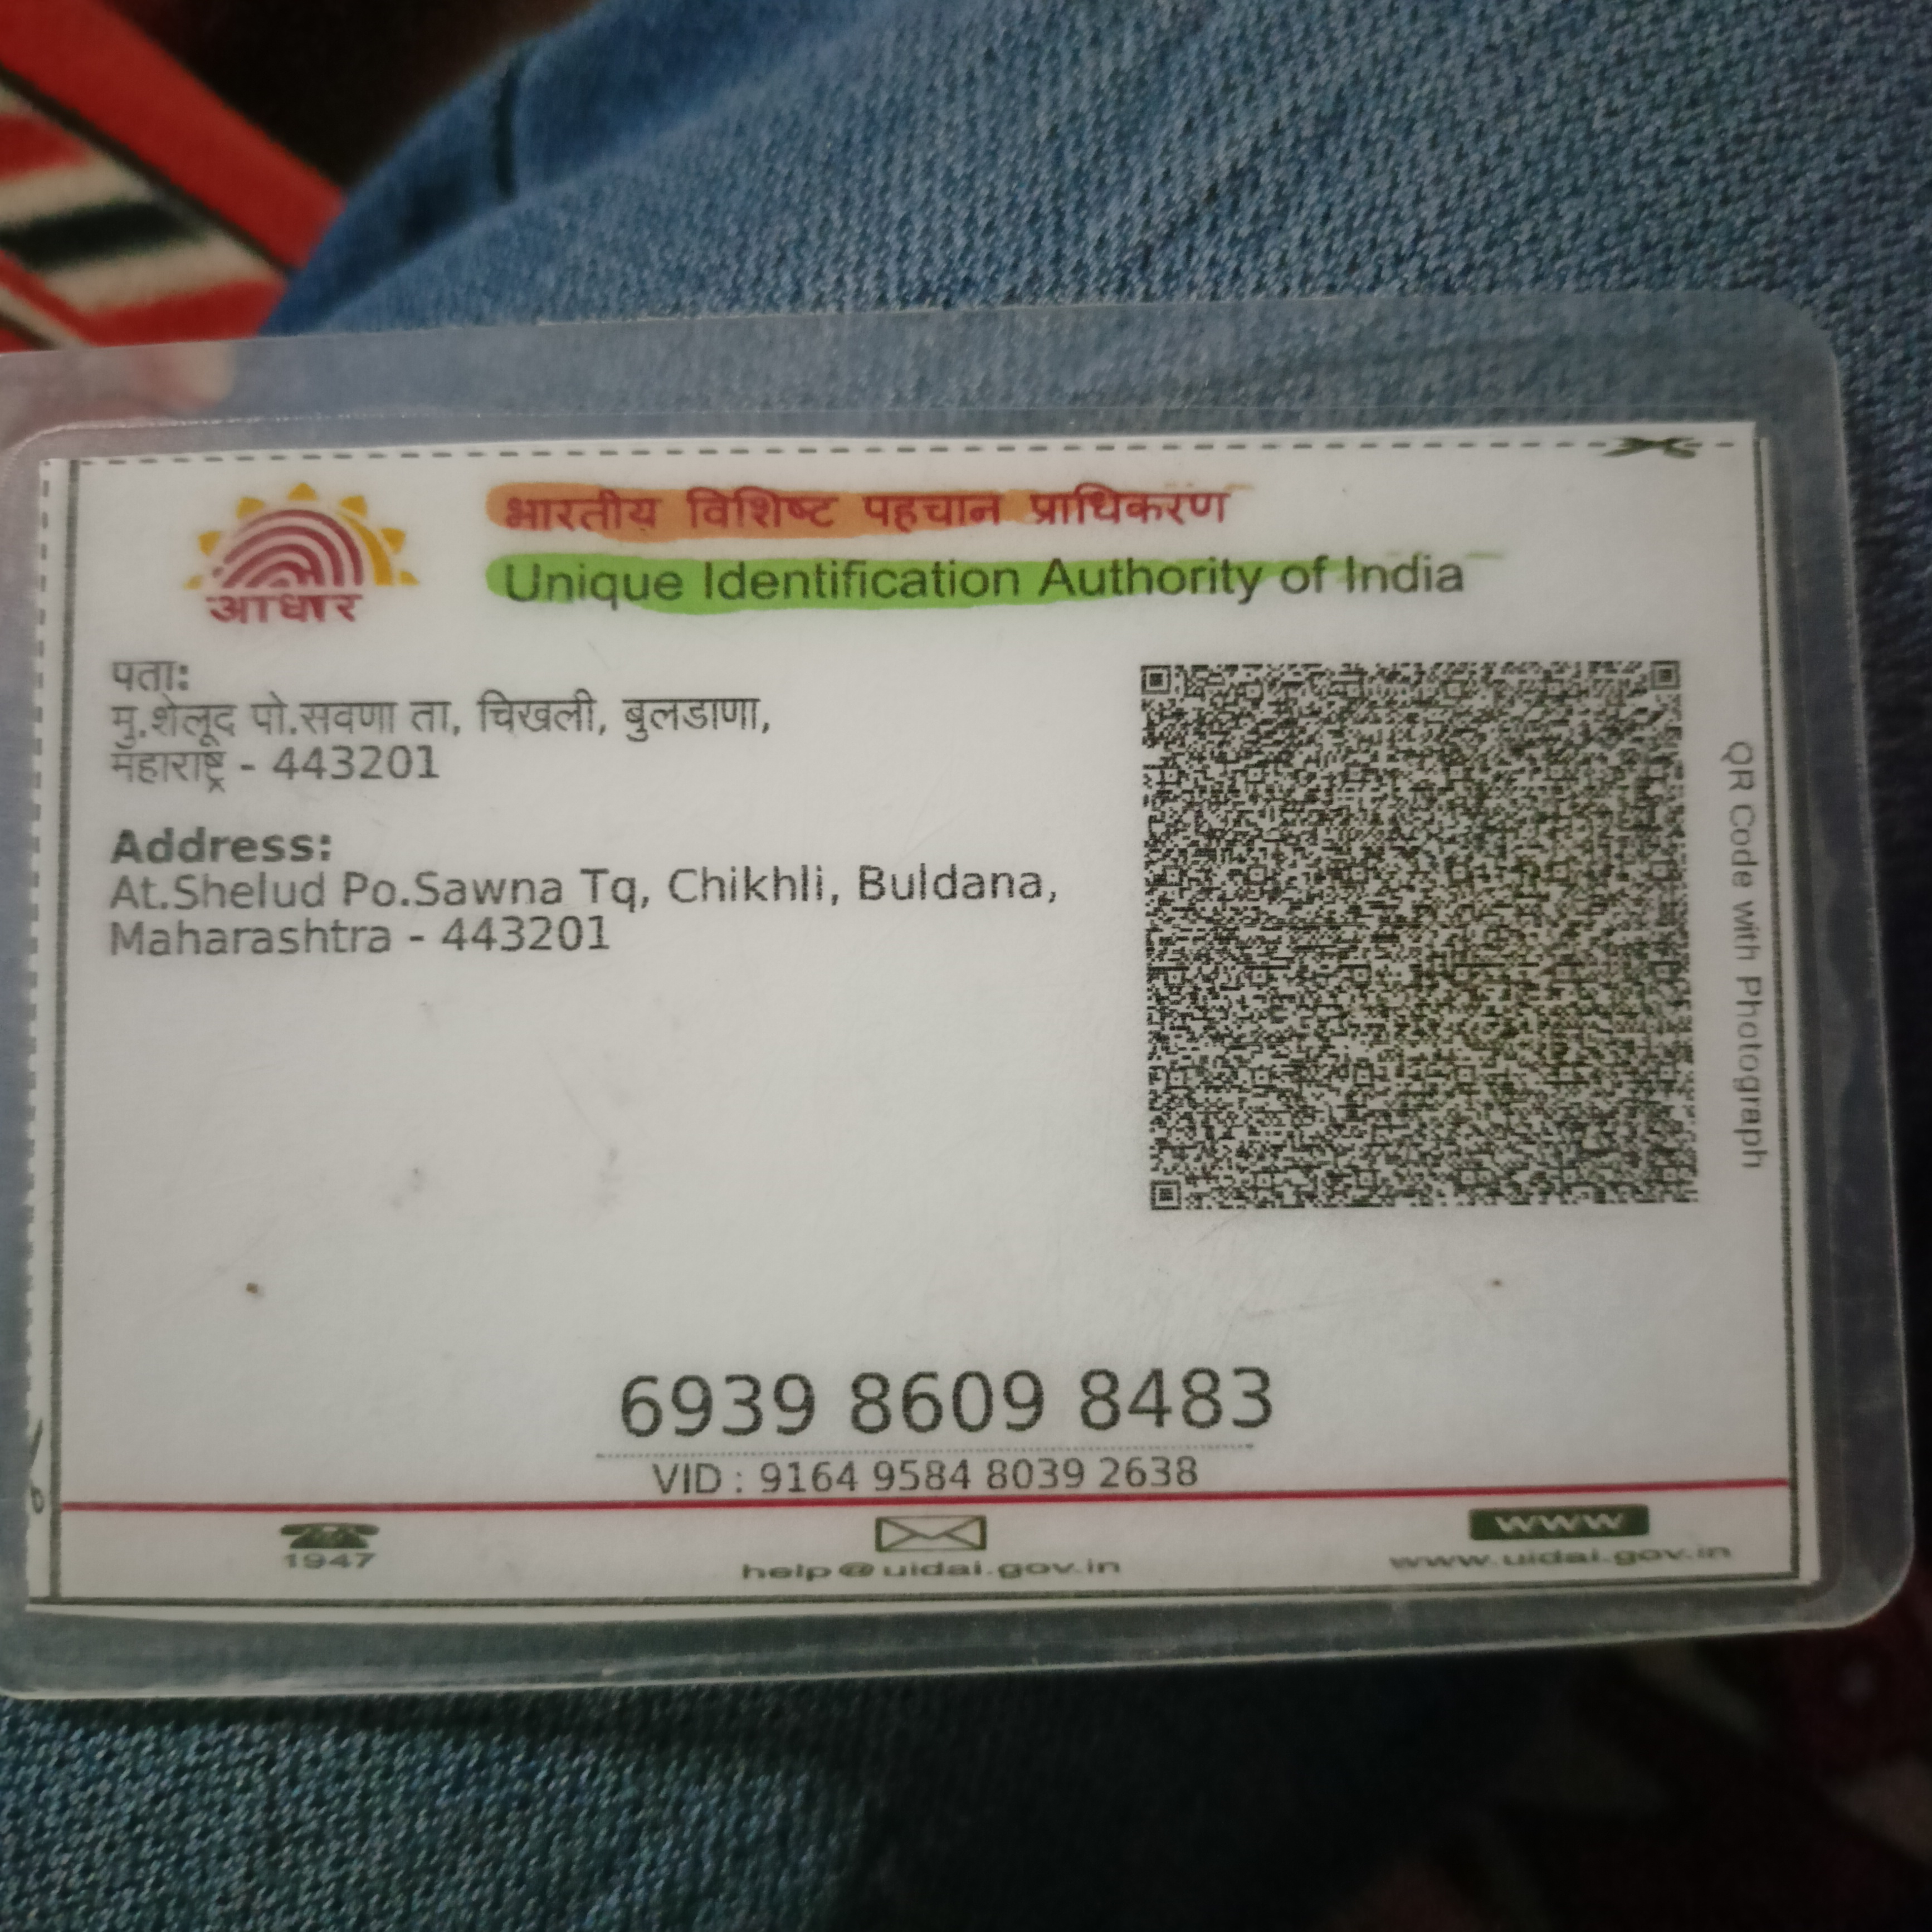 भारतीय विशिष्ट पहचान प्राधिकरण
Unique Identification Authority of India
आधार
पता:
मु.शेलूद पो.सवणा ता, चिखली, बुलडाणा,
महाराष्ट्र - 443201
Address:
At.Shelud Po.Sawna Tq, Chikhli, Buldana,
Maharashtra - 443201
QR Code with Photograph
6939 8609 8483
VID : 9164 9584 8039 2638
1947
help@uidai.gov.in
www
www.uidai.gov.in